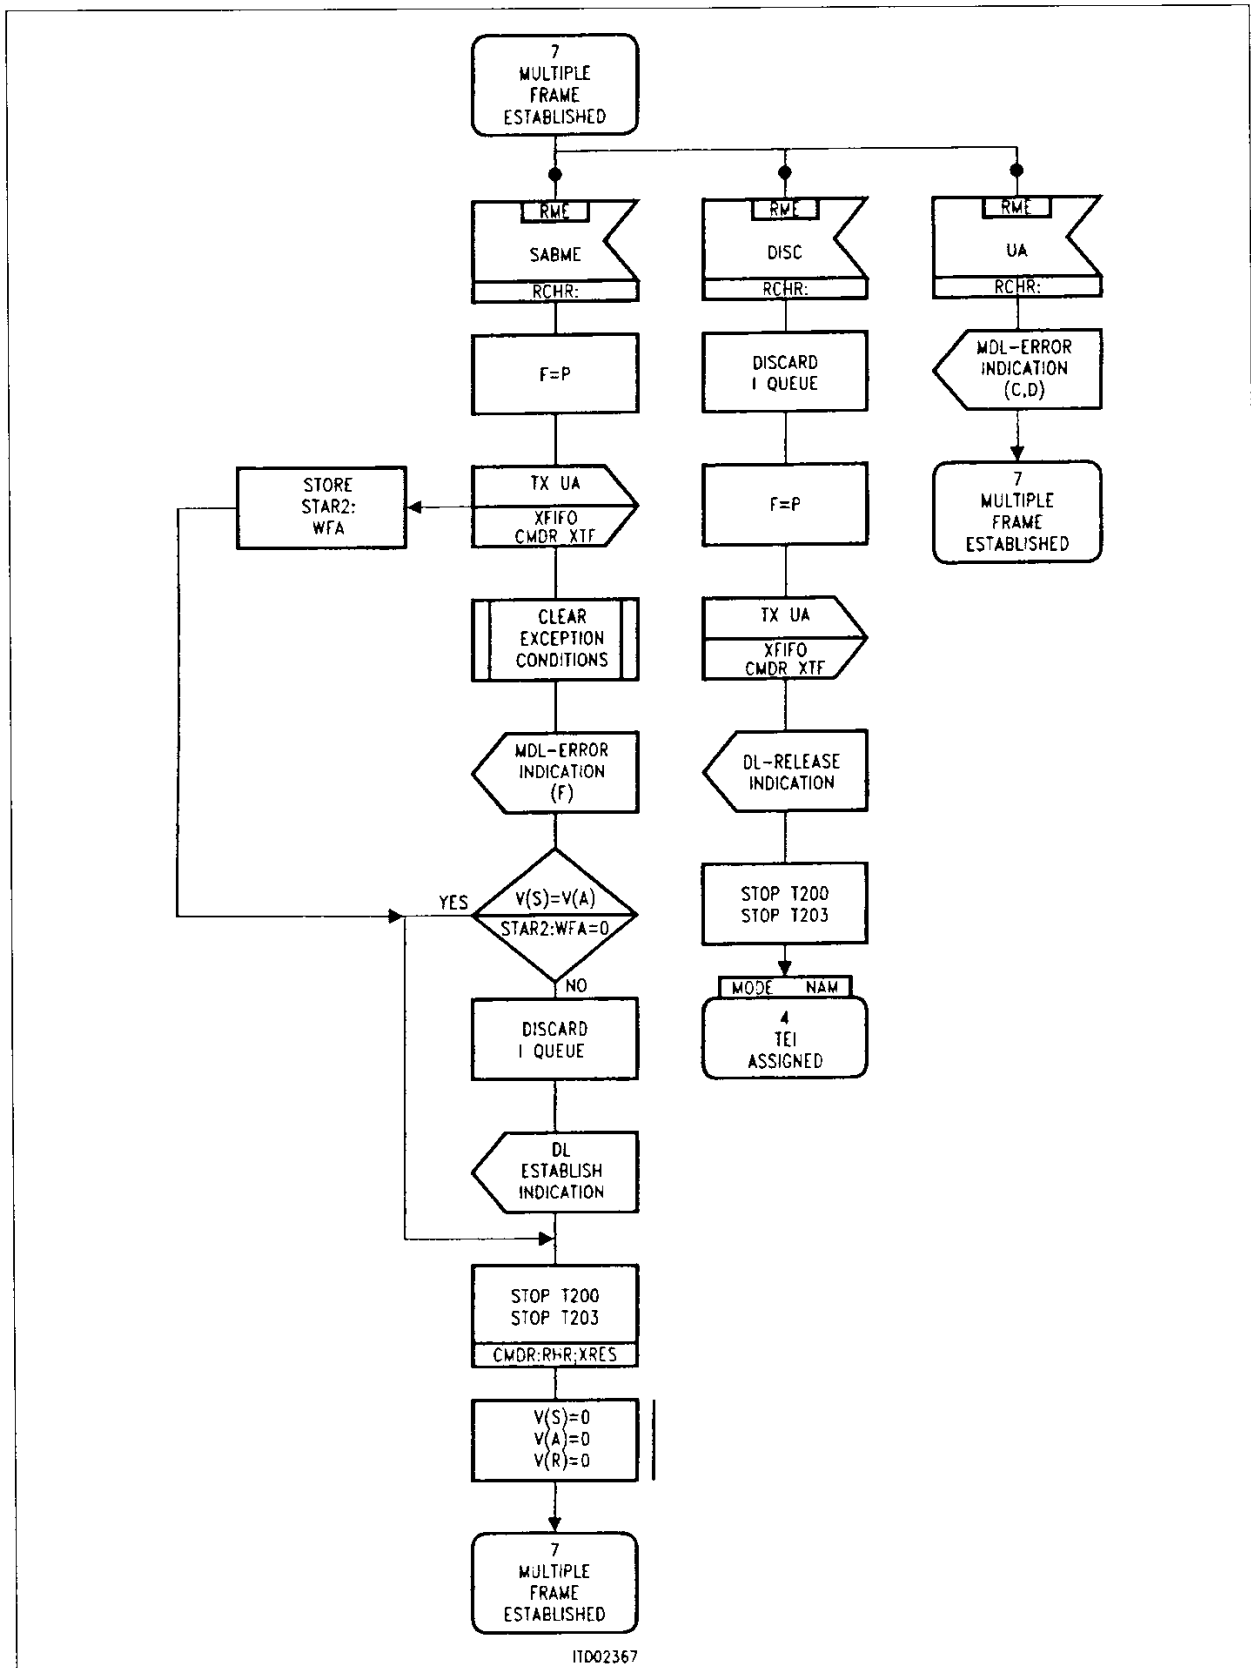 7
MULTIPLE
FRAME
ESTABLISHED
RME
SABME
RCHR:
F=P
TX UA
XFIFO
CMDR XTF
STORE
STAR2:
WFA
CLEAR
EXCEPTION
CONDITIONS
MDL-ERROR
INDICATION
(F)
V(S)=V(A)
STAR2:WFA=0
YES
NO
DISCARD
I QUEUE
DL
ESTABLISH
INDICATION
STOP T200
STOP T203
CMDR:RHR;XRES
V(S)=0
V(A)=0
V(R)=0
7
MULTIPLE
FRAME
ESTABLISHED
RME
DISC
RCHR:
DISCARD
I QUEUE
F=P
TX UA
XFIFO
CMDR XTF
DL-RELEASE
INDICATION
STOP T200
STOP T203
MODE NAM
4
TEI
ASSIGNED
RME
UA
RCHR:
MDL-ERROR
INDICATION
(C,D)
7
MULTIPLE
FRAME
ESTABLISHED
ITD02367